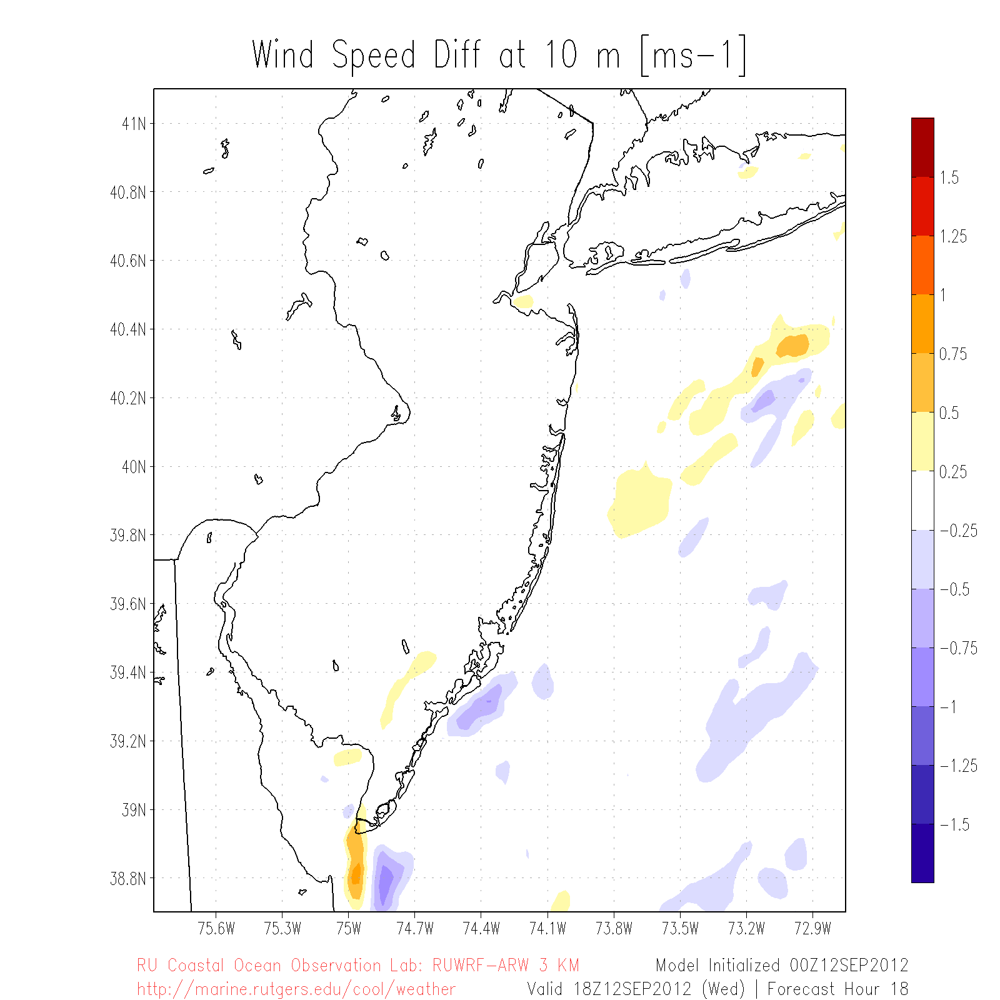 Wind Speed Diff at 10 m [ms-1]
41N
40.8N
40.6N
40.4N
40.2N
40N
39.8N
39.6N
39.4N
39.2N
39N
38.8N
75.6W 75.3W 75W 74.7W 74.4W 74.1W 73.8W 73.5W 73.2W 72.9W
1.5
1.25
1
0.75
0.5
0.25
-0.25
-0.5
-0.75
-1
-1.25
-1.5
RU Coastal Ocean Observation Lab: RUWRF-ARW 3 KM
Model Initialized 00Z12SEP2012
http://marine.rutgers.edu/cool/weather
Valid 18Z12SEP2012 (Wed) | Forecast Hour 18